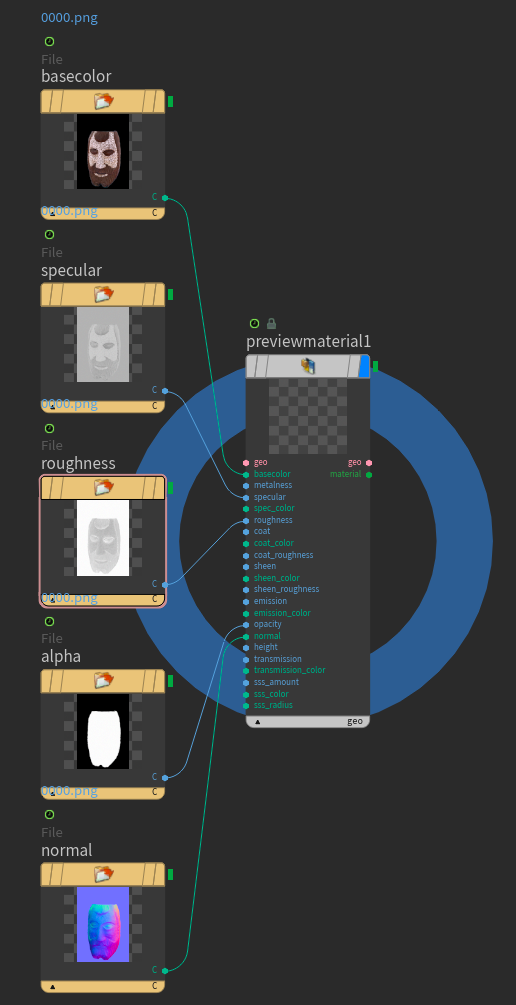 0000.png
File
basecolor
C
0000.png
C
File
specular
C
0000.png
C
File
roughness
C
0000.png
C
File
alpha
C
0000.png
C
File
normal
C
C
previewmaterial1
geo geo
basecolor material
metalness
specular
spec_color
roughness
coat
coat_color
coat_roughness
sheen
sheen_color
sheen_roughness
emission
emission_color
opacity
normal
height
transmission
transmission_color
sss_amount
sss_color
sss_radius
geo